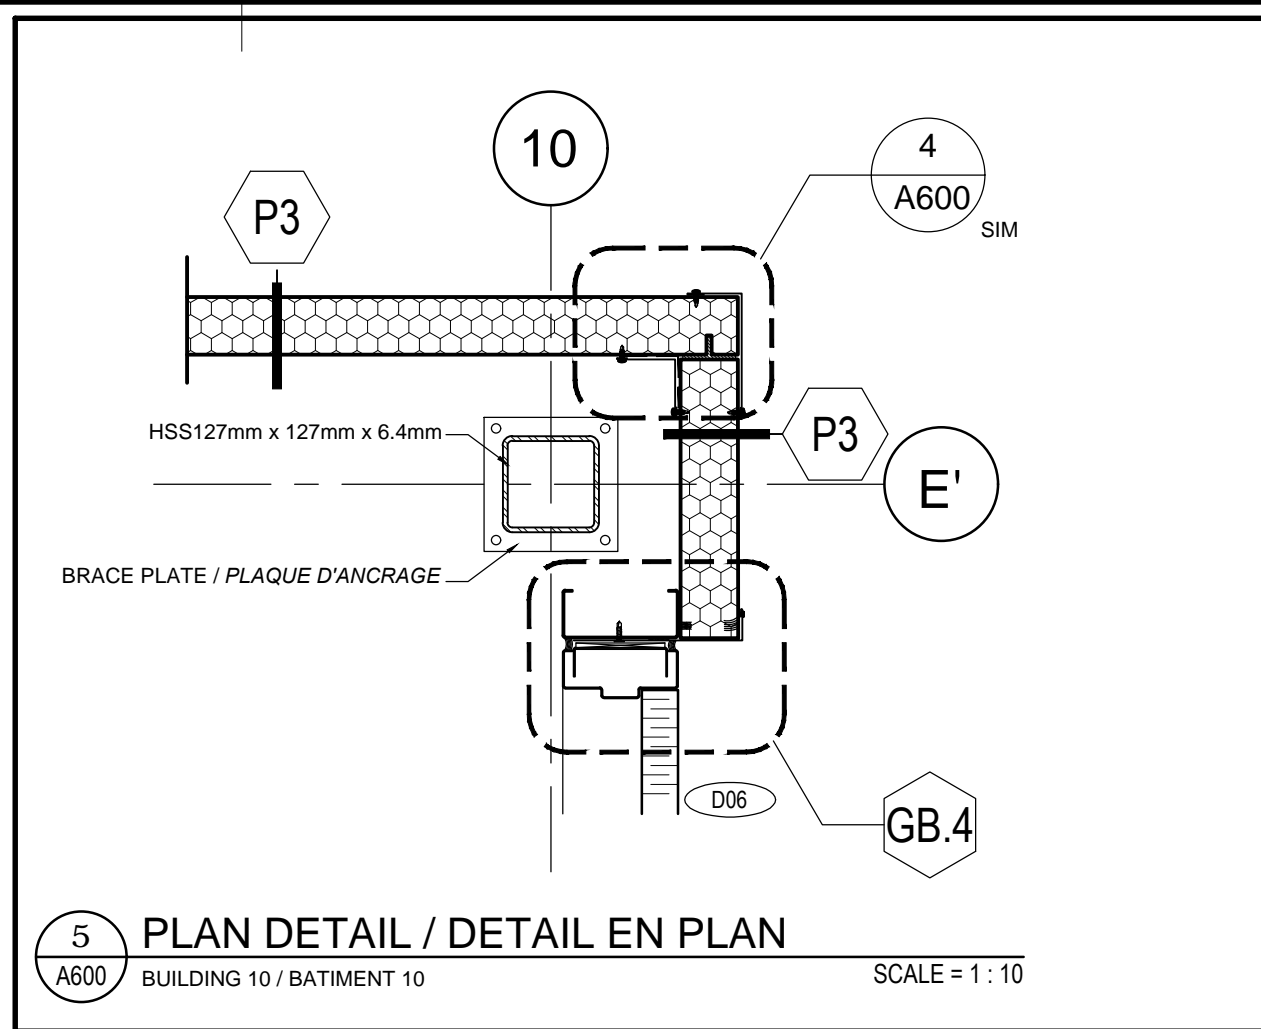 10
4
A600
SIM
P3
HSS127mm x 127mm x 6.4mm
P3
E'
BRACE PLATE / PLAQUE D'ANCRAGE
D06
GB.4
5
A600
PLAN DETAIL / DETAIL EN PLAN
BUILDING 10 / BATIMENT 10
SCALE = 1 : 10